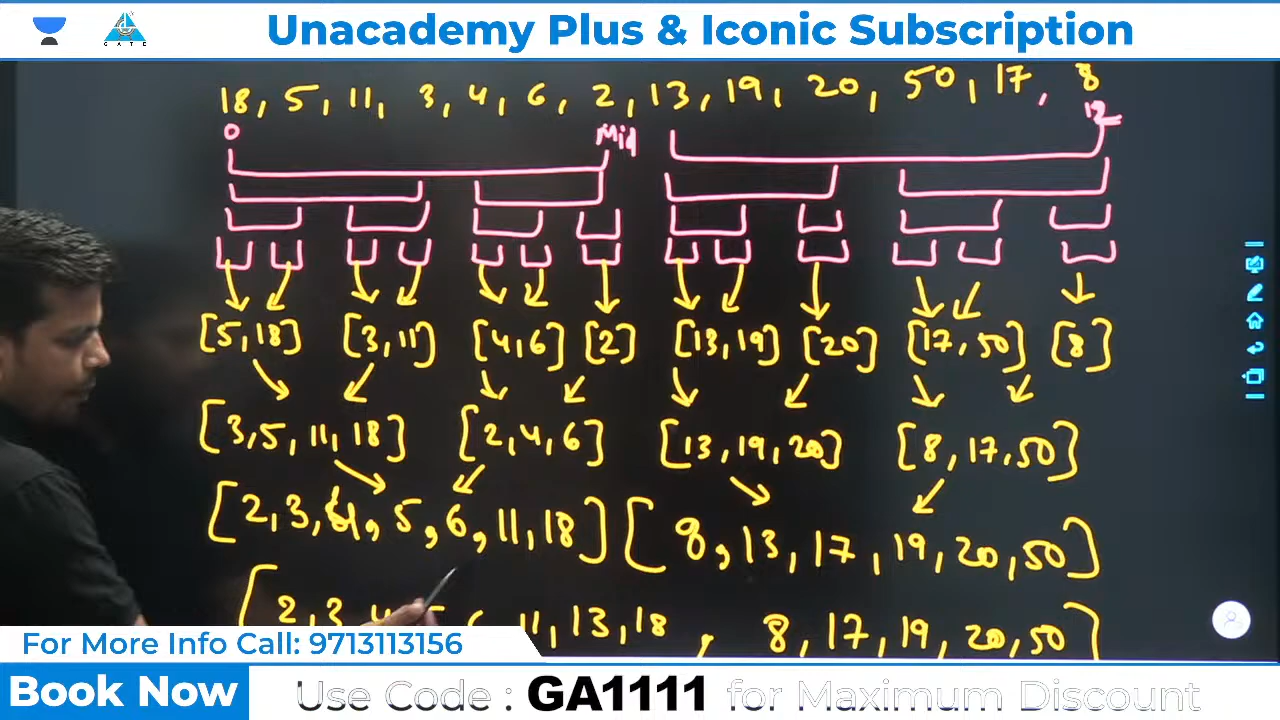 GATE
Unacademy Plus & Iconic Subscription
18, 5, 11, 3, 4, 6, 2, 13, 19, 20, 50, 17, 8
0 Mid 12
[5,18] [3,11] [4,6] [2] [13,19] [20] [17,50] [8]
[3,5,11,18] [2,4,6] [13,19,20] [8,17,50]
[2,3,4,5,6,11,18] [8,13,17,19,20,50]
[2,3, 11,13,18, 8,17,19,20,50]
For More Info Call: 9713113156
Book Now Use Code : GA1111 for Maximum Discount